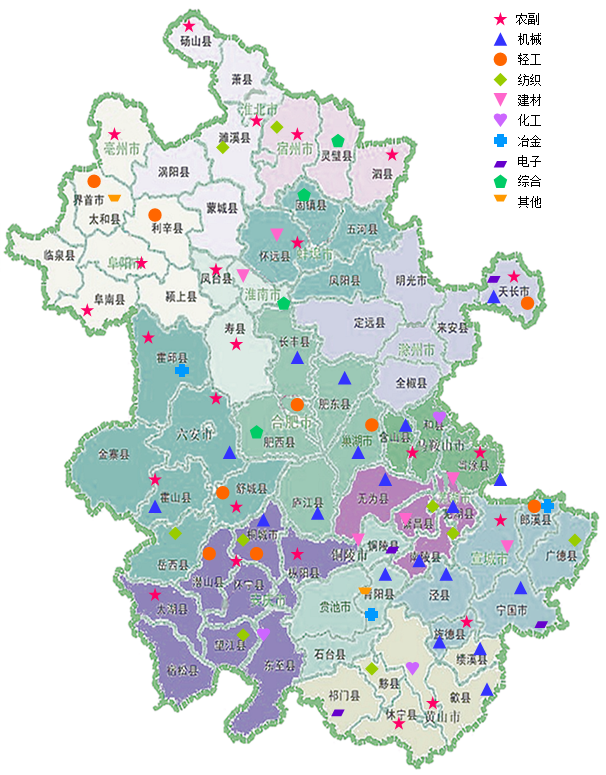 农副
机械
轻工
纺织
建材
化工
冶金
电子
综合
其他
砀山县
萧县
淮北市
濉溪县
宿州市
灵璧县
泗县
亳州市
涡阳县
界首市
太和县
利辛县
蒙城县
固镇县
五河县
怀远县
蚌埠市
临泉县
阜阳市
凤台县
凤阳县
明光市
天长市
阜南县
颍上县
淮南市
寿县
长丰县
定远县
来安县
滁州市
霍邱县
全椒县
肥东县
六安市
合肥市
肥西县
巢湖市
含山县
和县
马鞍山市
当涂县
金寨县
霍山县
舒城县
庐江县
无为县
芜湖县
繁昌县
郎溪县
广德县
桐城市
铜陵市
铜陵县
南陵县
宣城市
岳西县
潜山县
怀宁县
枞阳县
安庆市
青阳县
泾县
宁国市
太湖县
贵池市
望江县
东至县
宿松县
石台县
旌德县
绩溪县
祁门县
黟县
歙县
休宁县
黄山市